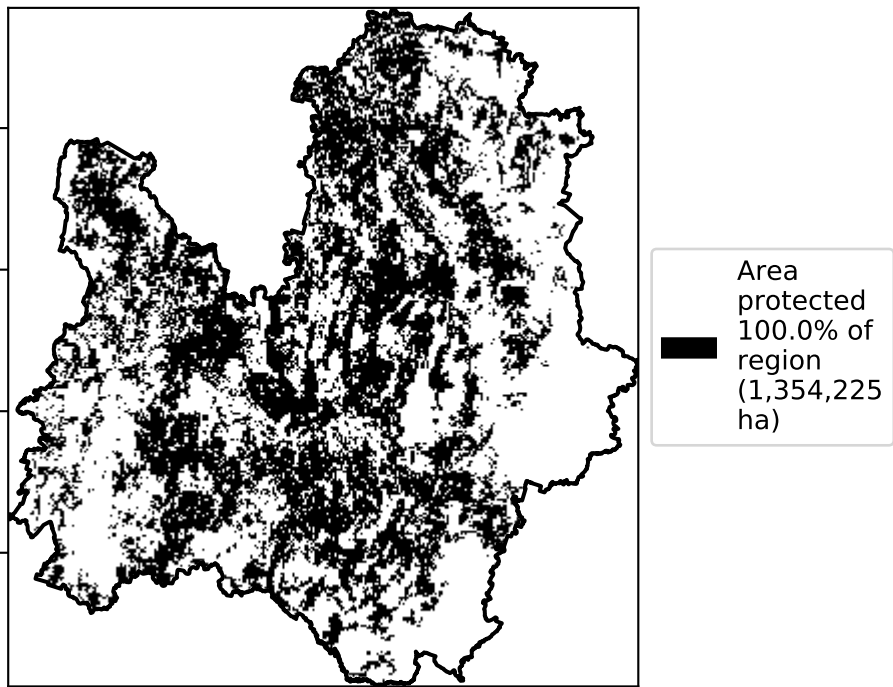 Area
protected
100.0% of
region
(1,354,225
ha)